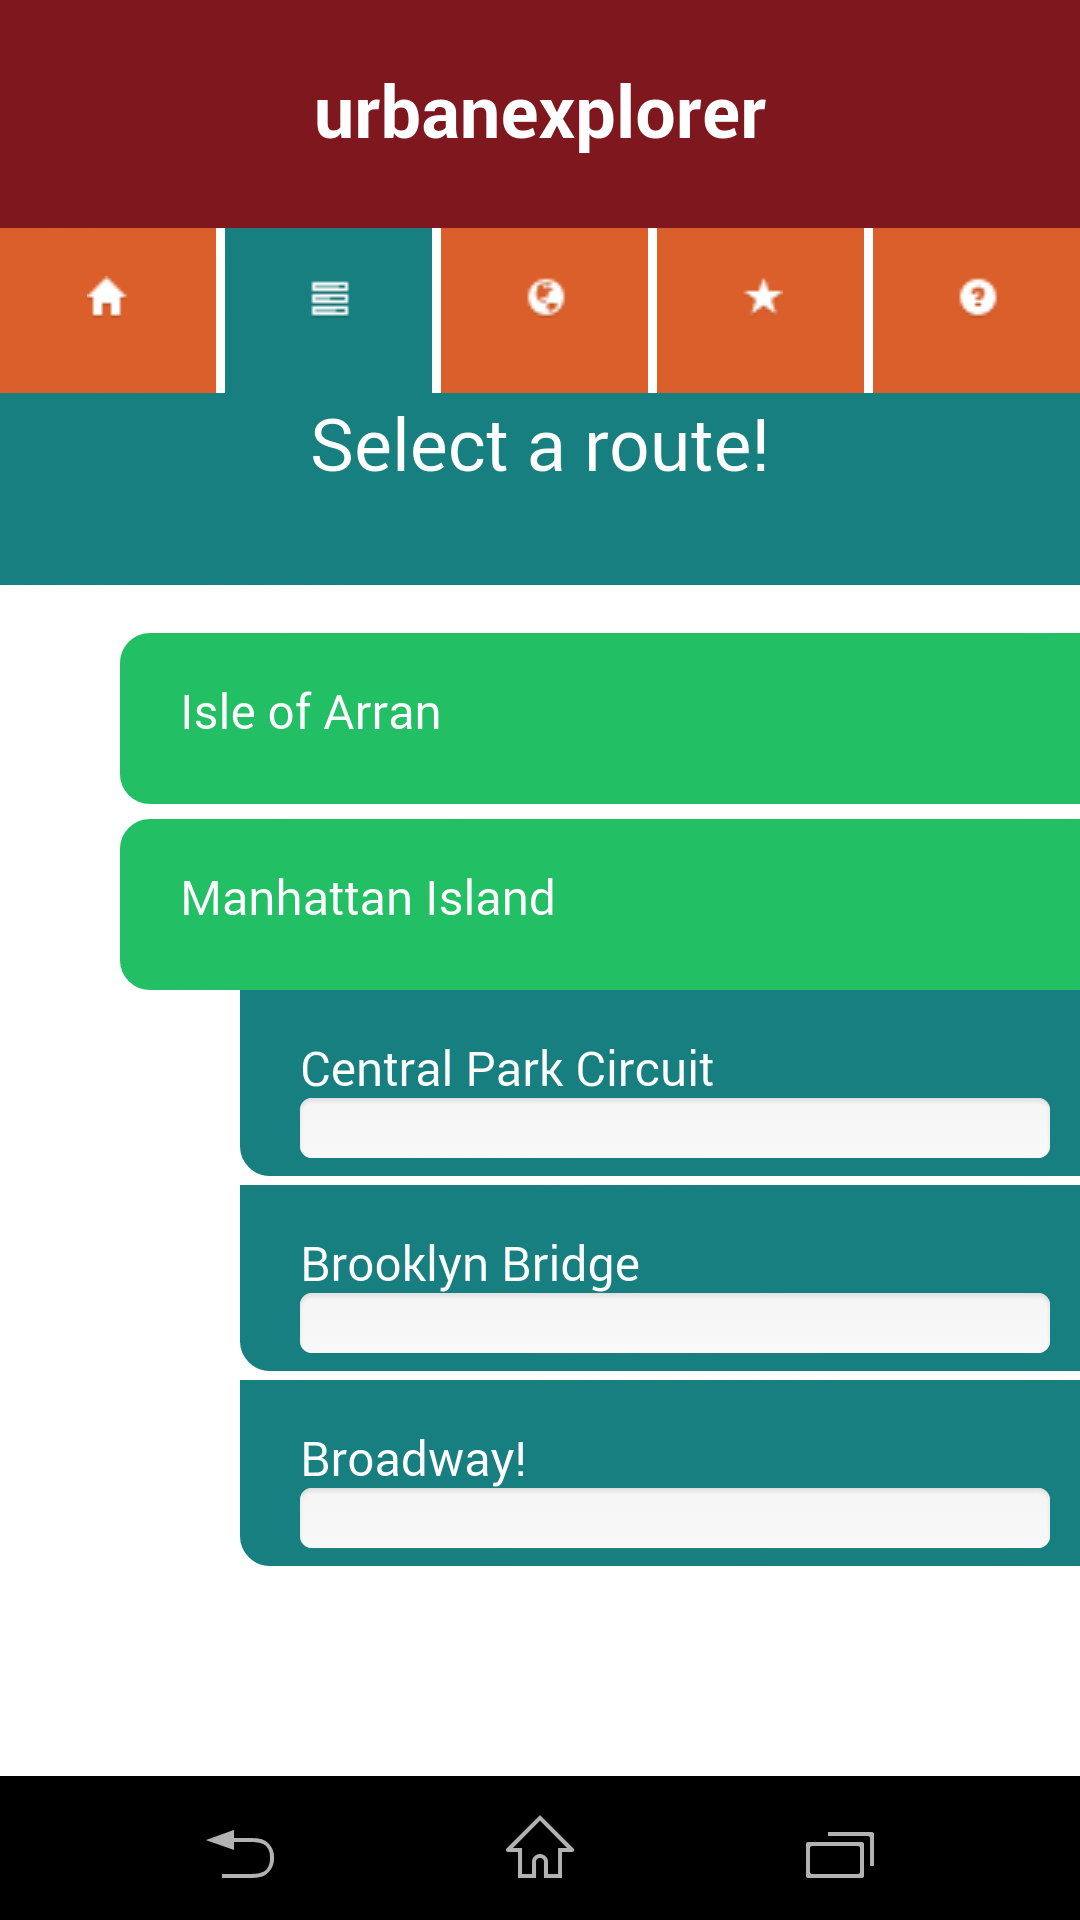 urbanexplorer
Select a route!
Isle of Arran
Manhattan Island
Central Park Circuit
Brooklyn Bridge
Broadway!